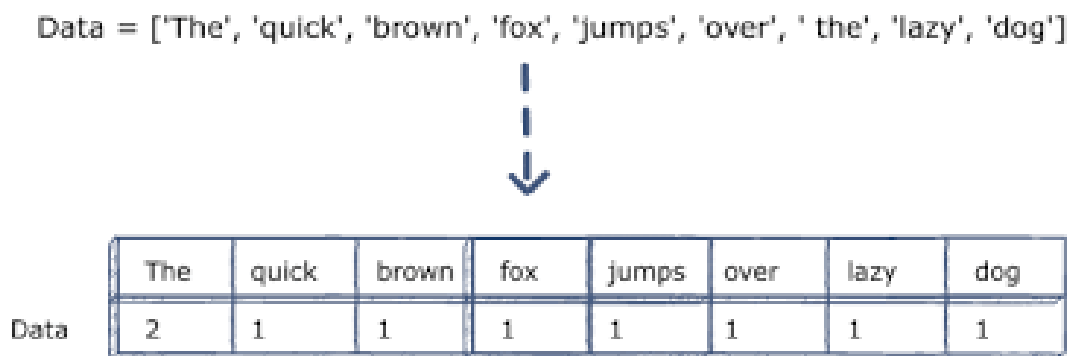 Data = ['The', 'quick', 'brown', 'fox', 'jumps', 'over', ' the', 'lazy', 'dog']
The quick brown fox jumps over lazy dog
Data 2 1 1 1 1 1 1 1